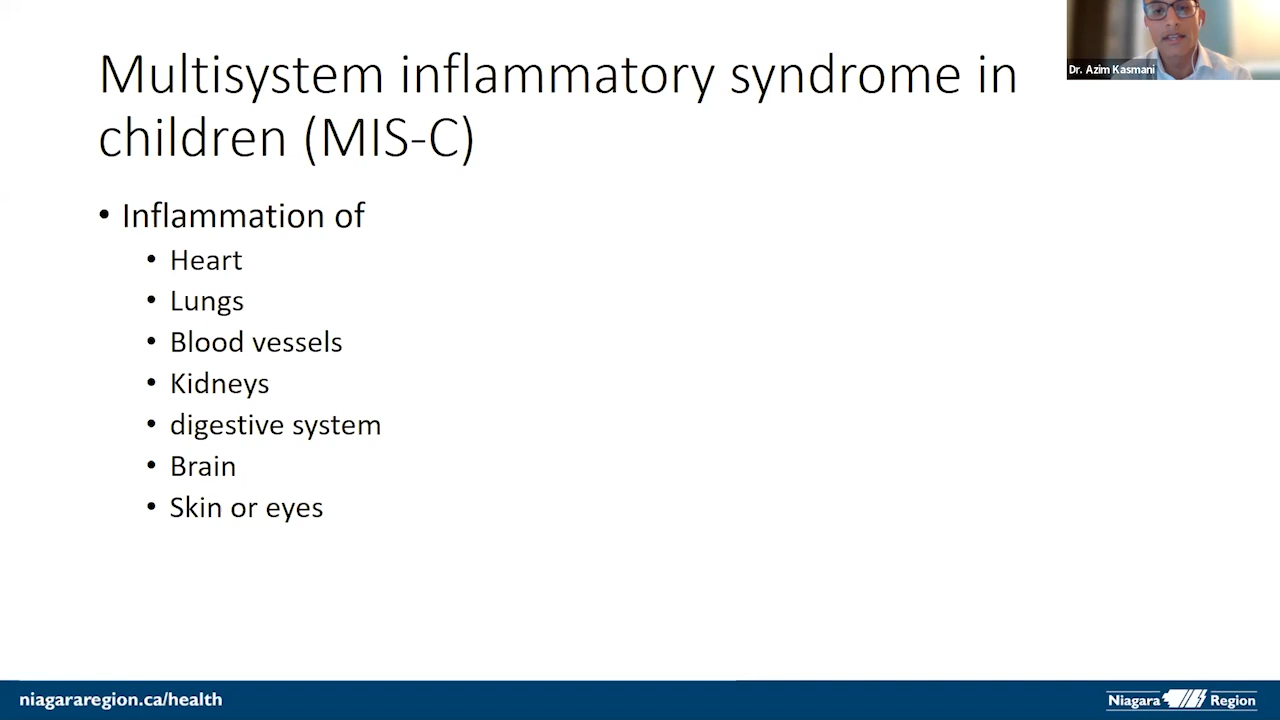 Multisystem inflammatory syndrome in
children (MIS-C)
Dr. Azim Kasmani
• Inflammation of
• Heart
• Lungs
• Blood vessels
• Kidneys
• digestive system
• Brain
• Skin or eyes
niagararegion.ca/health
Niagara Region